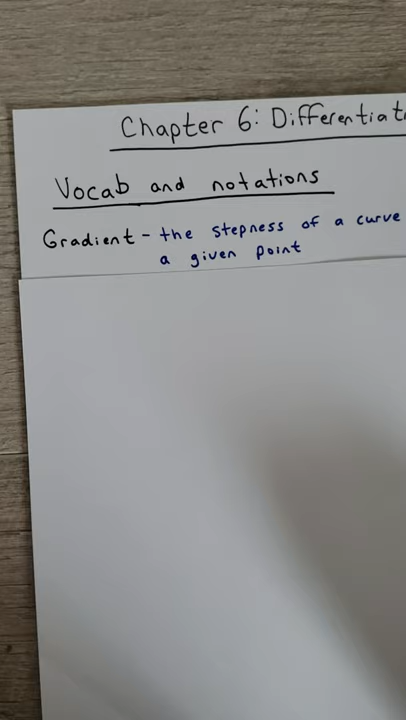 Chapter 6: Differentiat
Vocab and notations
Gradient - the stepness of a curve
a given point